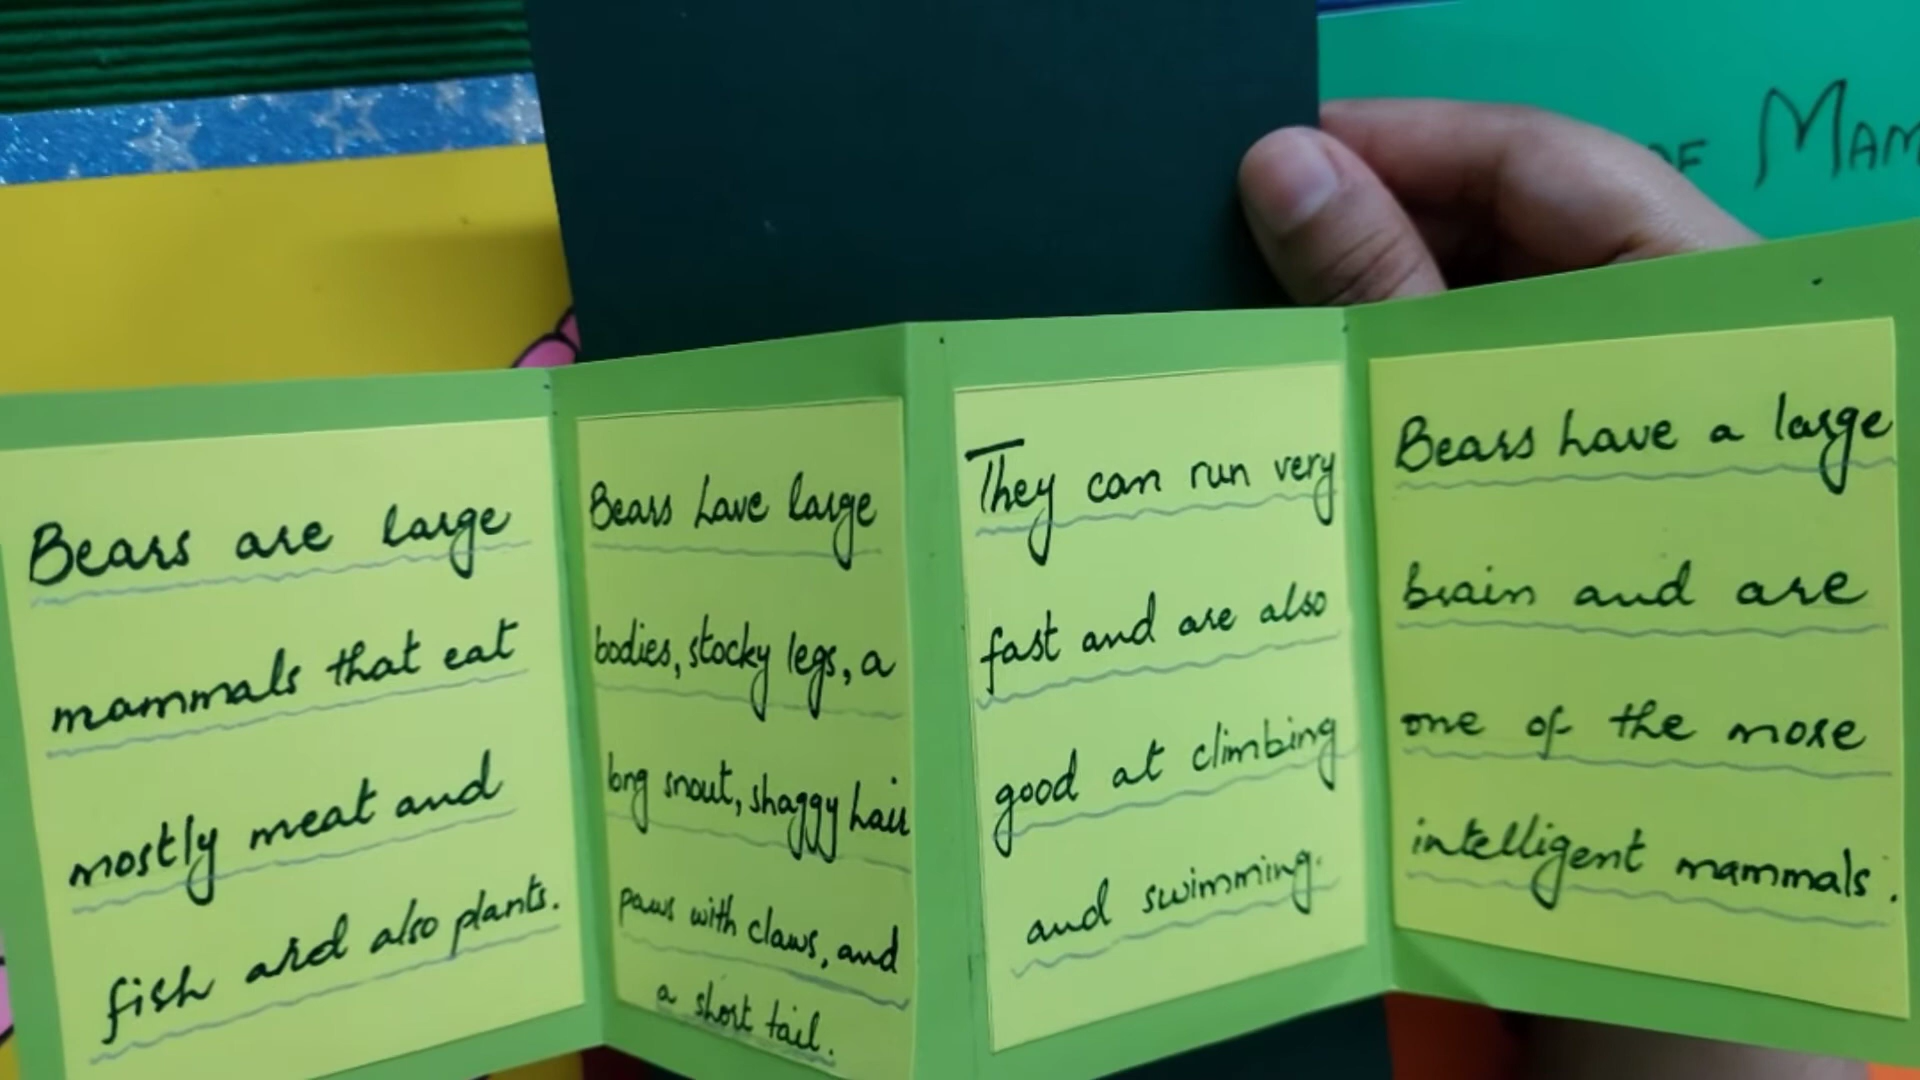 OF MAM
Bears are large
mammals that eat
mostly meat and
fish and also plants.
Bears have large
bodies, stocky legs, a
long snout, shaggy hair
paws with claws, and
a short tail.
They can run very
fast and are also
good at climbing
and swimming.
Bears have a large
brain and are
one of the more
intelligent mammals.